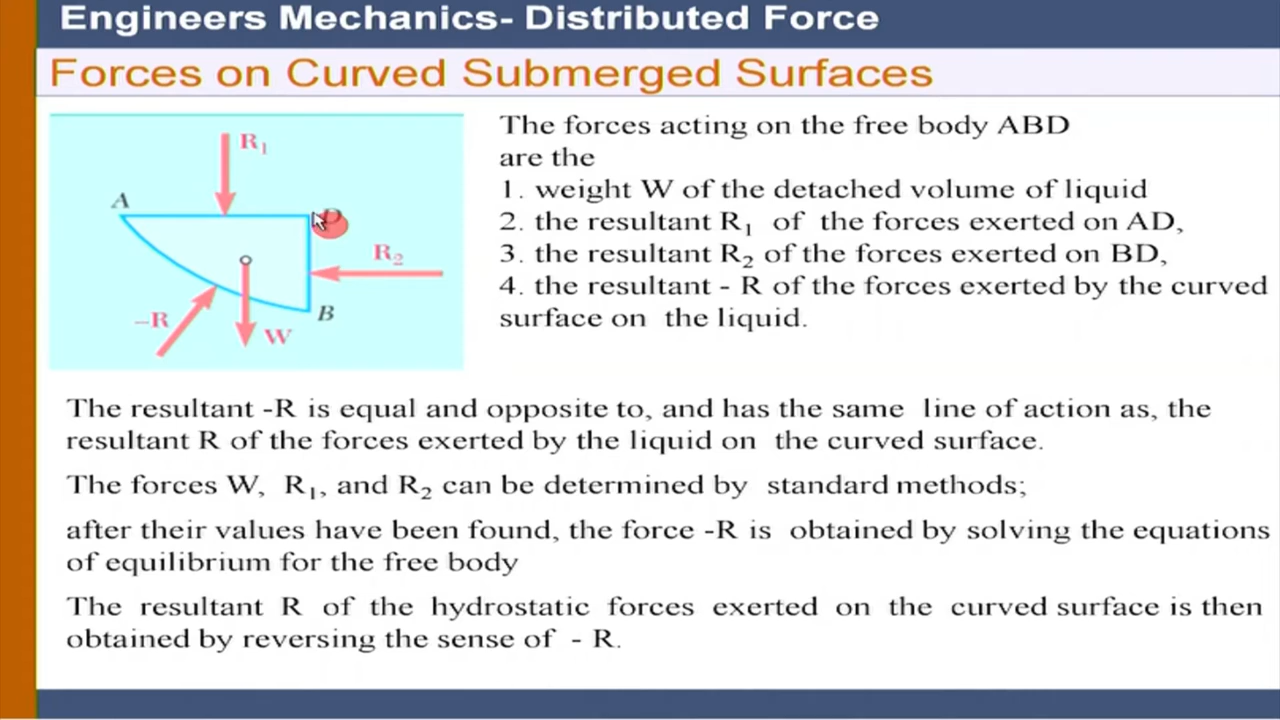 Engineers Mechanics- Distributed Force
Forces on Curved Submerged Surfaces
R₁
A
D
R₂
B
–R
W
The forces acting on the free body ABD
are the
1. weight W of the detached volume of liquid
2. the resultant R₁ of the forces exerted on AD,
3. the resultant R₂ of the forces exerted on BD,
4. the resultant - R of the forces exerted by the curved
surface on the liquid.
The resultant -R is equal and opposite to, and has the same line of action as, the
resultant R of the forces exerted by the liquid on the curved surface.
The forces W, R₁, and R₂ can be determined by standard methods;
after their values have been found, the force -R is obtained by solving the equations
of equilibrium for the free body
The resultant R of the hydrostatic forces exerted on the curved surface is then
obtained by reversing the sense of - R.